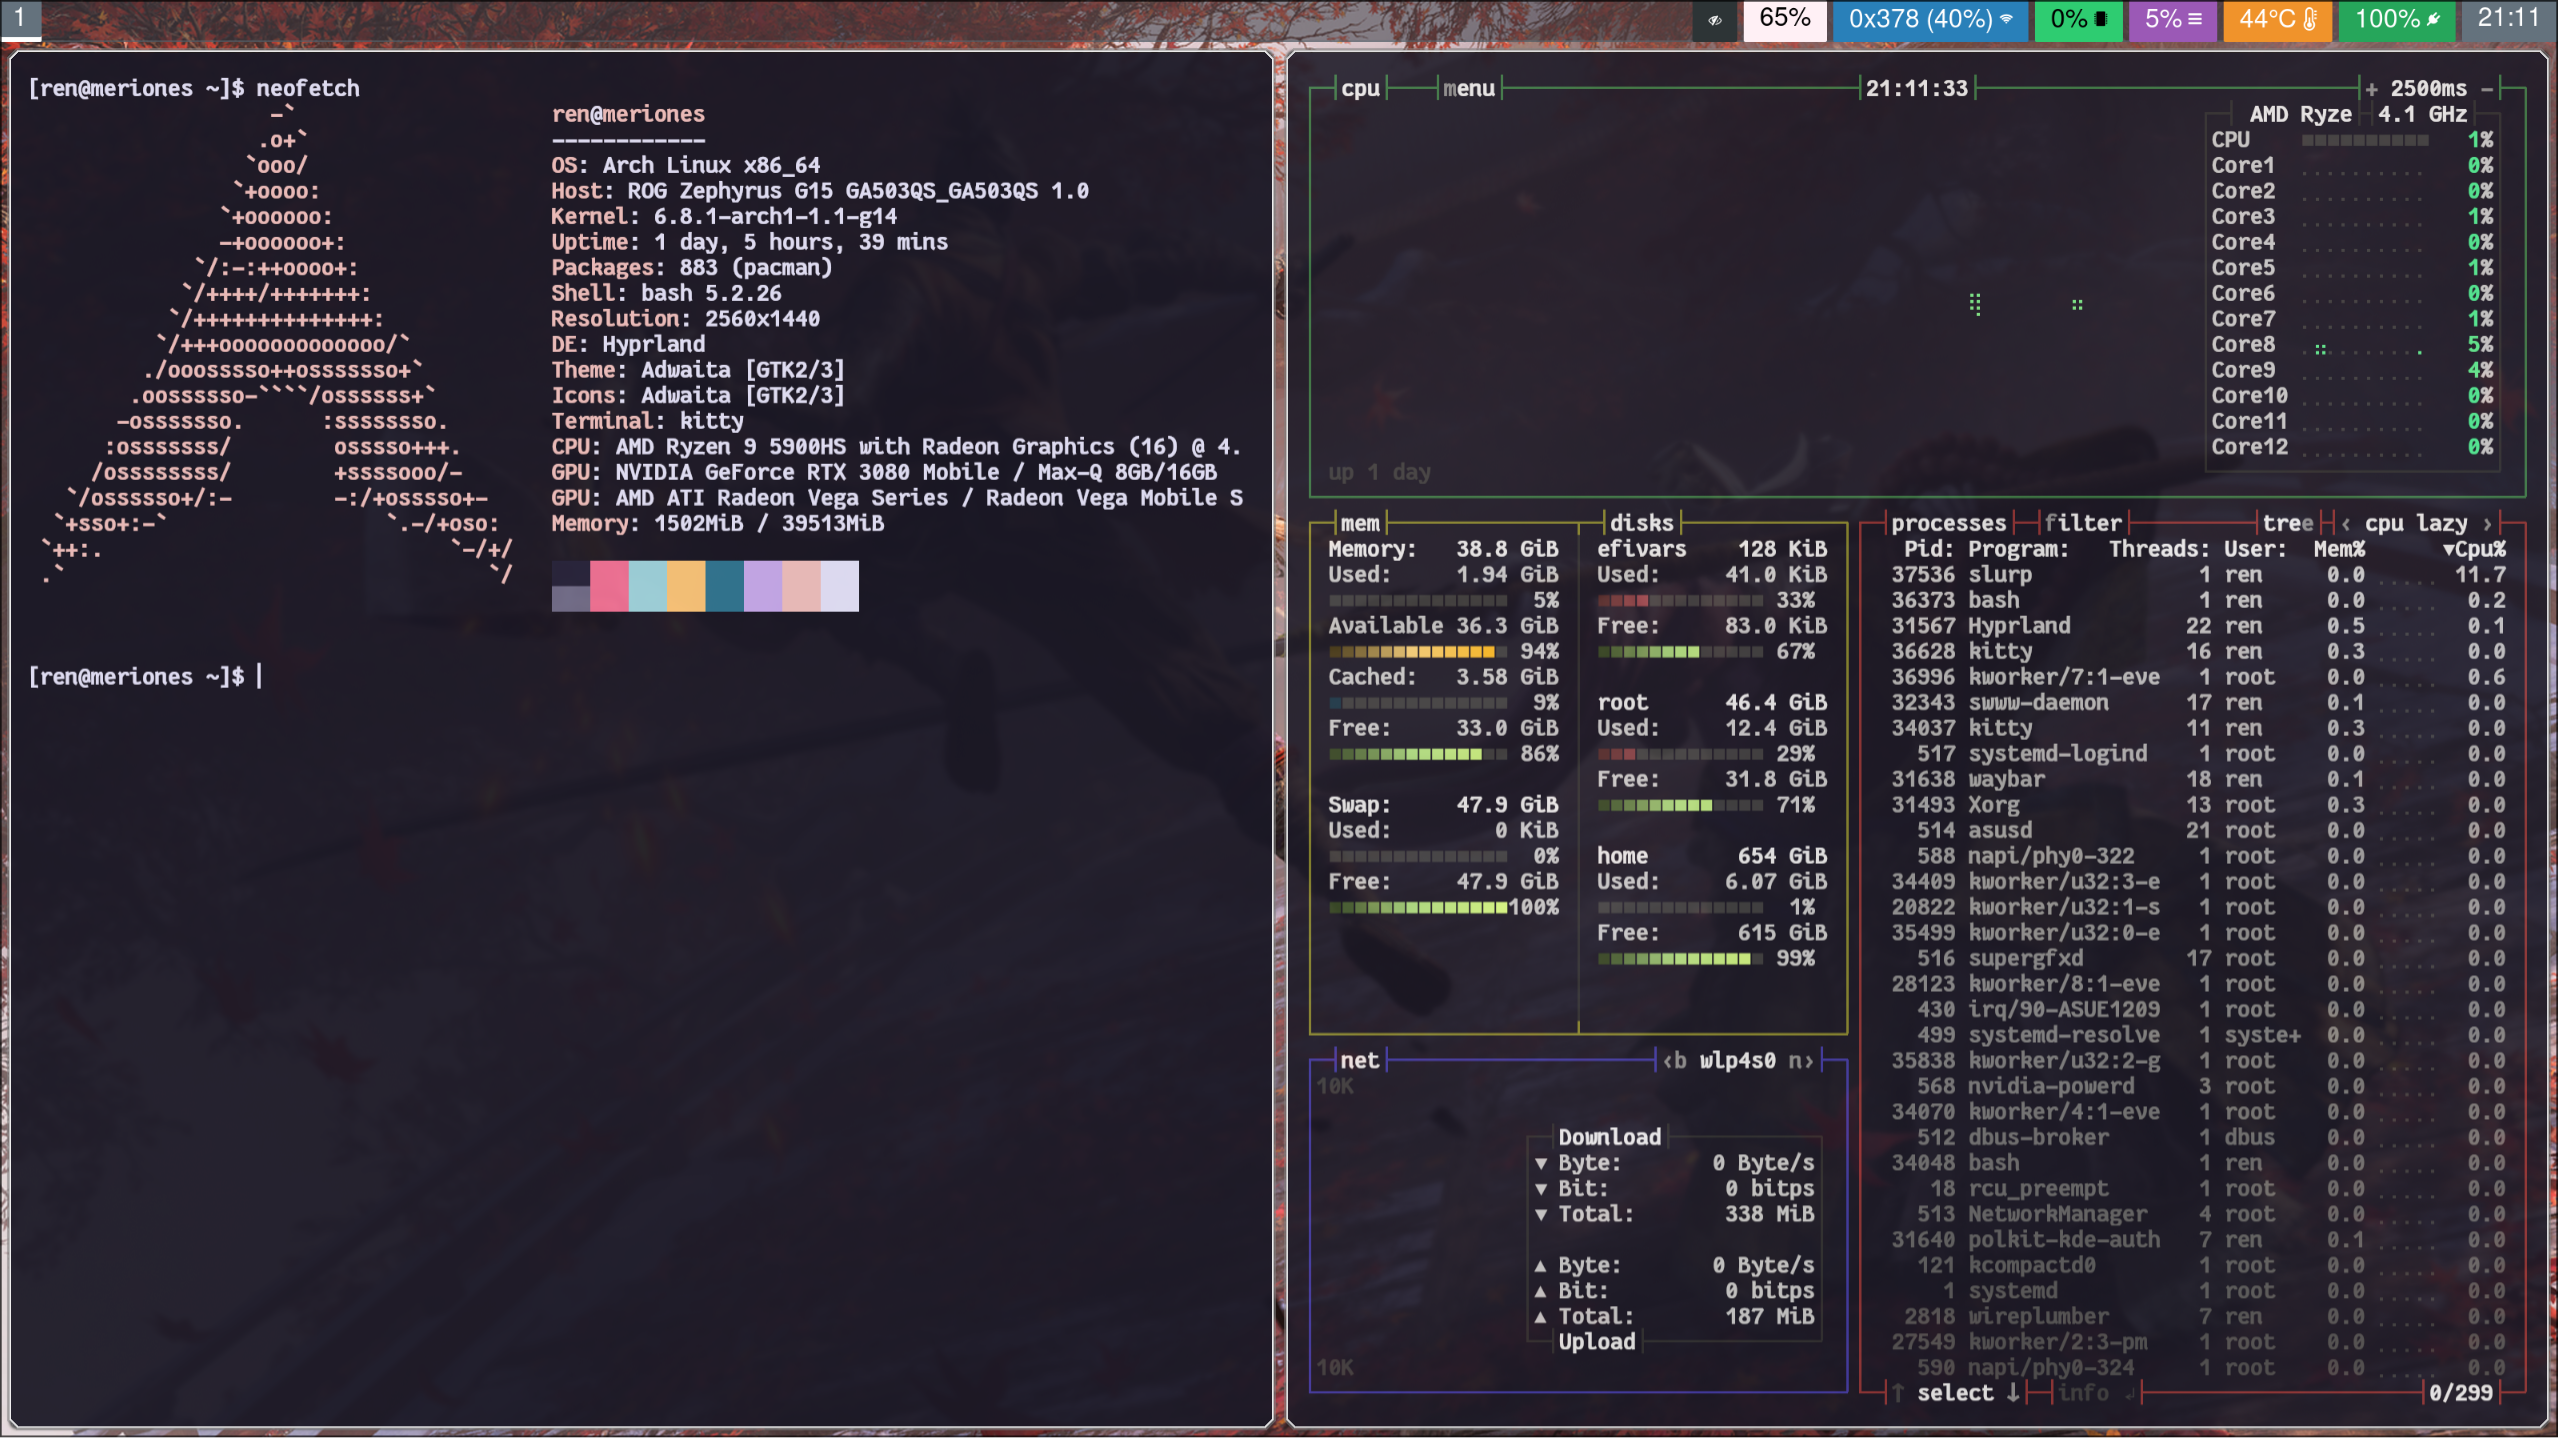 1
65%
0x378 (40%)
0%
5%
44°C
100%
21:11
[ren@meriones ~]$ neofetch
-`
.o+`
`ooo/
`+oooo:
`+oooooo:
-+oooooo+:
`/:-:++oooo+:
`/++++/+++++++:
`/++++++++++++++:
`/+++ooooooooooooo/`
./ooosssso++osssssso+`
.oossssso-````/ossssss+`
-osssssso.      :ssssssso.
:osssssss/        osssso+++.
/ossssssss/        +ssssooo/-
`/ossssso+/:-        -:/+osssso+-
`+sso+:-`                 `.-/+oso:
`++:.                           `-/+/
.`                                 `/
ren@meriones
------------
OS: Arch Linux x86_64
Host: ROG Zephyrus G15 GA503QS_GA503QS 1.0
Kernel: 6.8.1-arch1-1.1-g14
Uptime: 1 day, 5 hours, 39 mins
Packages: 883 (pacman)
Shell: bash 5.2.26
Resolution: 2560x1440
DE: Hyprland
Theme: Adwaita [GTK2/3]
Icons: Adwaita [GTK2/3]
Terminal: kitty
CPU: AMD Ryzen 9 5900HS with Radeon Graphics (16) @ 4.
GPU: NVIDIA GeForce RTX 3080 Mobile / Max-Q 8GB/16GB
GPU: AMD ATI Radeon Vega Series / Radeon Vega Mobile S
Memory: 1502MiB / 39513MiB
[ren@meriones ~]$
cpu menu 21:11:33 + 2500ms -
AMD Ryze 4.1 GHz
CPU 1%
Core1 0%
Core2 0%
Core3 1%
Core4 0%
Core5 1%
Core6 0%
Core7 1%
Core8 5%
Core9 4%
Core10 0%
Core11 0%
Core12 0%
up 1 day
mem
Memory: 38.8 GiB
Used: 1.94 GiB
5%
Available 36.3 GiB
94%
Cached: 3.58 GiB
9%
Free: 33.0 GiB
86%
Swap: 47.9 GiB
Used: 0 KiB
0%
Free: 47.9 GiB
100%
disks
efivars 128 KiB
Used: 41.0 KiB
33%
Free: 83.0 KiB
67%
root 46.4 GiB
Used: 12.4 GiB
29%
Free: 31.8 GiB
71%
home 654 GiB
Used: 6.07 GiB
1%
Free: 615 GiB
99%
net <b wlp4s0 n>
10K
Download
▼ Byte: 0 Byte/s
▼ Bit: 0 bitps
▼ Total: 338 MiB
▲ Byte: 0 Byte/s
▲ Bit: 0 bitps
▲ Total: 187 MiB
Upload
10K
processes filter tree < cpu lazy >
Pid: Program: Threads: User: Mem% ▼Cpu%
37536 slurp 1 ren 0.0 11.7
36373 bash 1 ren 0.0 0.2
31567 Hyprland 22 ren 0.5 0.1
36628 kitty 16 ren 0.3 0.0
36996 kworker/7:1-eve 1 root 0.0 0.6
32343 swww-daemon 17 ren 0.1 0.0
34037 kitty 11 ren 0.3 0.0
517 systemd-logind 1 root 0.0 0.0
31638 waybar 18 ren 0.1 0.0
31493 Xorg 13 root 0.3 0.0
514 asusd 21 root 0.0 0.0
588 napi/phy0-322 1 root 0.0 0.0
34409 kworker/u32:3-e 1 root 0.0 0.0
20822 kworker/u32:1-s 1 root 0.0 0.0
35499 kworker/u32:0-e 1 root 0.0 0.0
516 supergfxd 17 root 0.0 0.0
28123 kworker/8:1-eve 1 root 0.0 0.0
430 irq/90-ASUE1209 1 root 0.0 0.0
499 systemd-resolve 1 syste+ 0.0 0.0
35838 kworker/u32:2-g 1 root 0.0 0.0
568 nvidia-powerd 3 root 0.0 0.0
34070 kworker/4:1-eve 1 root 0.0 0.0
512 dbus-broker 1 dbus 0.0 0.0
34048 bash 1 ren 0.0 0.0
18 rcu_preempt 1 root 0.0 0.0
513 NetworkManager 4 root 0.0 0.0
31640 polkit-kde-auth 7 ren 0.1 0.0
121 kcompactd0 1 root 0.0 0.0
1 systemd 1 root 0.0 0.0
2818 wireplumber 7 ren 0.0 0.0
27549 kworker/2:3-pm 1 root 0.0 0.0
590 napi/phy0-324 1 root 0.0 0.0
↑ select ↓ info ↲ 0/299